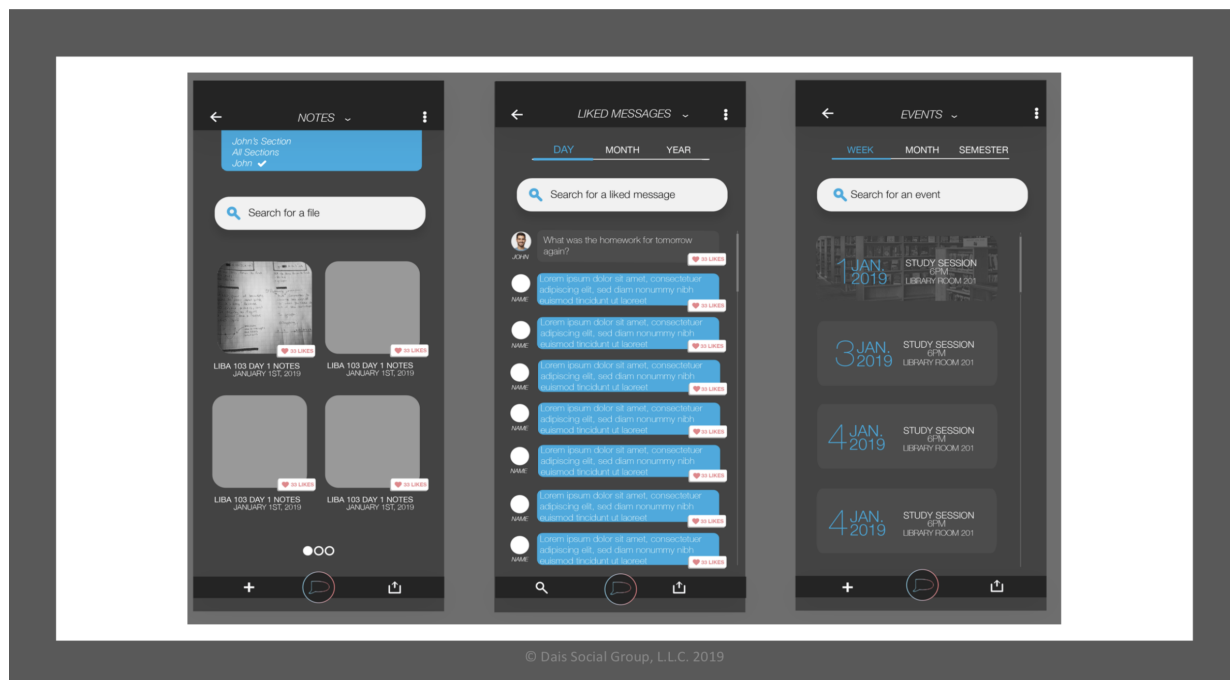 NOTES
John's Section
All Sections
John
Search for a file
33 LIKES
33 LIKES
LIBA 103 DAY 1 NOTES
JANUARY 1ST, 2019
LIBA 103 DAY 1 NOTES
JANUARY 1ST, 2019
33 LIKES
33 LIKES
LIBA 103 DAY 1 NOTES
JANUARY 1ST, 2019
LIBA 103 DAY 1 NOTES
JANUARY 1ST, 2019
LIKED MESSAGES
DAY MONTH YEAR
Search for a liked message
JOHN
What was the homework for tomorrow
again?
33 LIKES
NAME
Lorem ipsum dolor sit amet, consectetuer
adipiscing elit, sed diam nonummy nibh
euismod tincidunt ut laoreet
33 LIKES
NAME
Lorem ipsum dolor sit amet, consectetuer
adipiscing elit, sed diam nonummy nibh
euismod tincidunt ut laoreet
33 LIKES
NAME
Lorem ipsum dolor sit amet, consectetuer
adipiscing elit, sed diam nonummy nibh
euismod tincidunt ut laoreet
33 LIKES
NAME
Lorem ipsum dolor sit amet, consectetuer
adipiscing elit, sed diam nonummy nibh
euismod tincidunt ut laoreet
33 LIKES
NAME
Lorem ipsum dolor sit amet, consectetuer
adipiscing elit, sed diam nonummy nibh
euismod tincidunt ut laoreet
33 LIKES
NAME
Lorem ipsum dolor sit amet, consectetuer
adipiscing elit, sed diam nonummy nibh
euismod tincidunt ut laoreet
33 LIKES
NAME
Lorem ipsum dolor sit amet, consectetuer
adipiscing elit, sed diam nonummy nibh
euismod tincidunt ut laoreet
33 LIKES
EVENTS
WEEK MONTH SEMESTER
Search for an event
1 JAN.
2019
STUDY SESSION
6PM
LIBRARY ROOM 201
3 JAN.
2019
STUDY SESSION
6PM
LIBRARY ROOM 201
4 JAN.
2019
STUDY SESSION
6PM
LIBRARY ROOM 201
4 JAN.
2019
STUDY SESSION
6PM
LIBRARY ROOM 201
© Dais Social Group, L.L.C. 2019